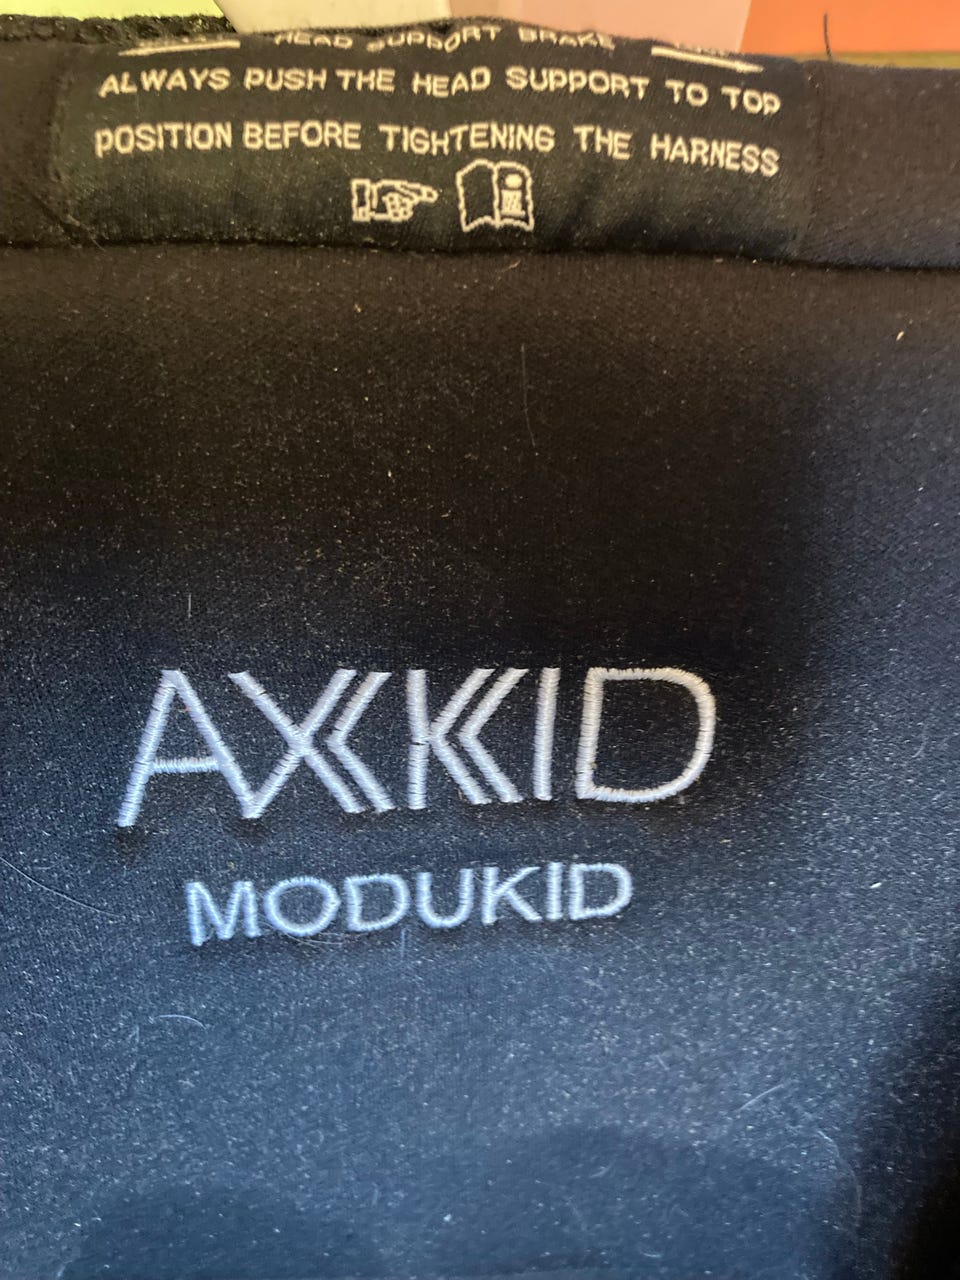 HEAD SUPPORT BRAKE
ALWAYS PUSH THE HEAD SUPPORT TO TOP
POSITION BEFORE TIGHTENING THE HARNESS
AXKID
MODUKID